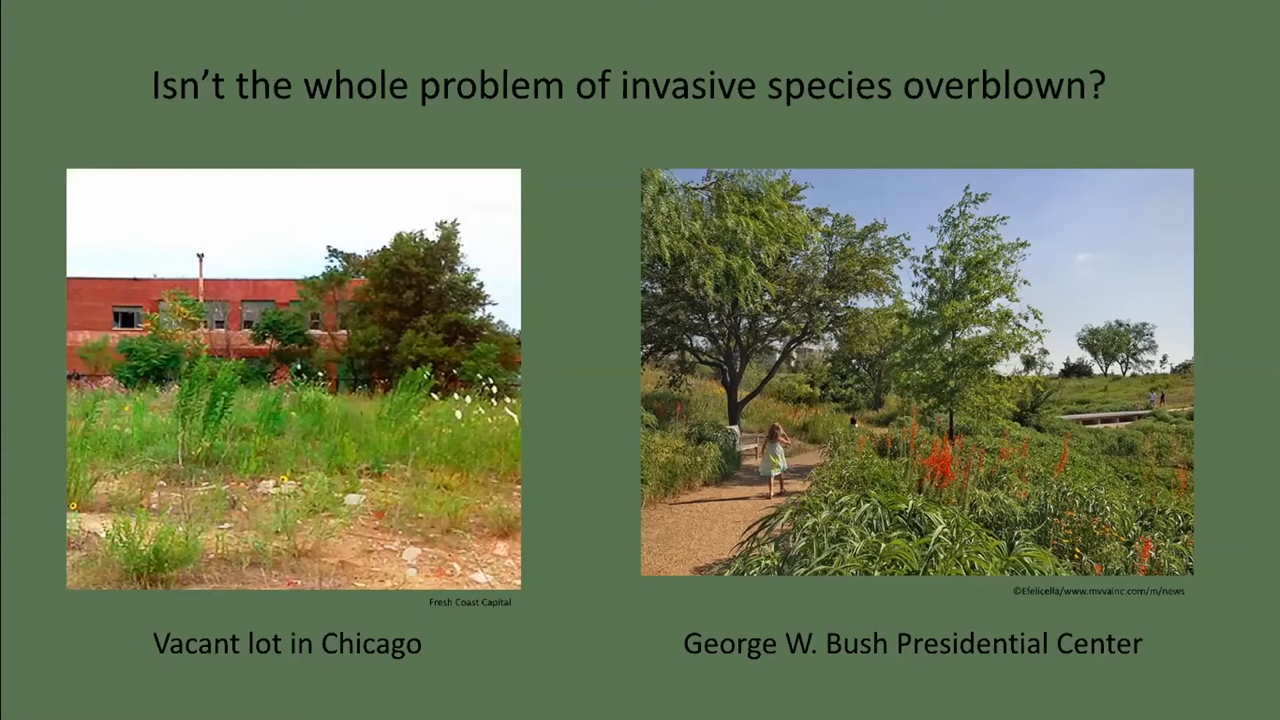 Isn’t the whole problem of invasive species overblown?
Fresh Coast Capital
©Efelicella/www.mvvainc.com/m/news
Vacant lot in Chicago
George W. Bush Presidential Center